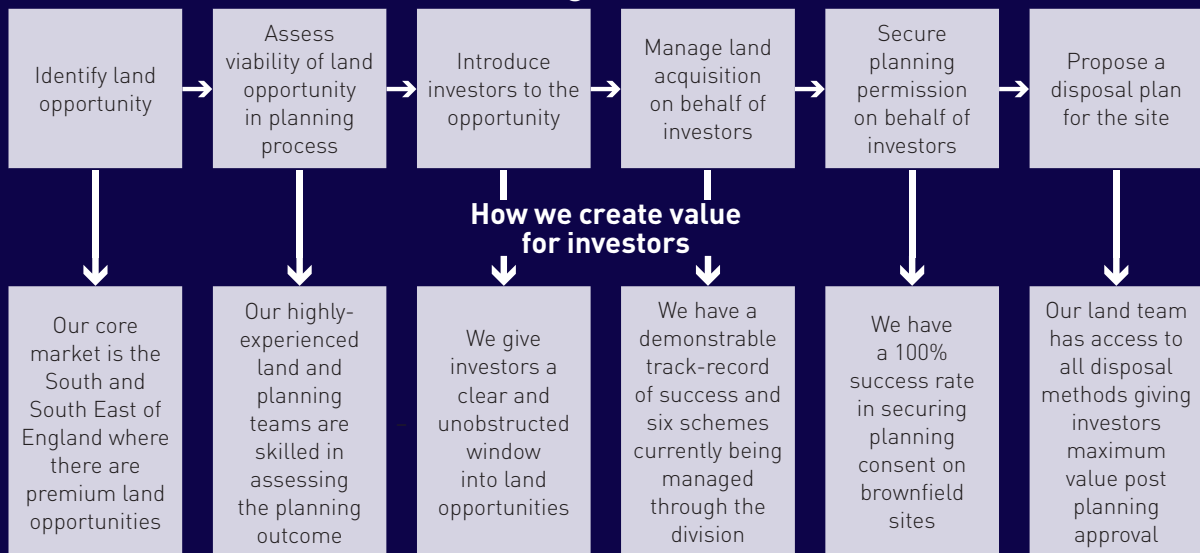 Identify land
opportunity
Assess
viability of land
opportunity
in planning
process
Introduce
investors to the
opportunity
Manage land
acquisition
on behalf of
investors
Secure
planning
permission
on behalf of
investors
Propose a
disposal plan
for the site
How we create value
for investors
Our core
market is the
South and
South East of
England where
there are
premium land
opportunities
Our highly-
experienced
land and
planning
teams are
skilled in
assessing
the planning
outcome
We give
investors a
clear and
unobstructed
window
into land
opportunities
We have a
demonstrable
track-record
of success and
six schemes
currently being
managed
through the
division
We have
a 100%
success rate
in securing
planning
consent on
brownfield
sites
Our land team
has access to
all disposal
methods giving
investors
maximum
value post
planning
approval